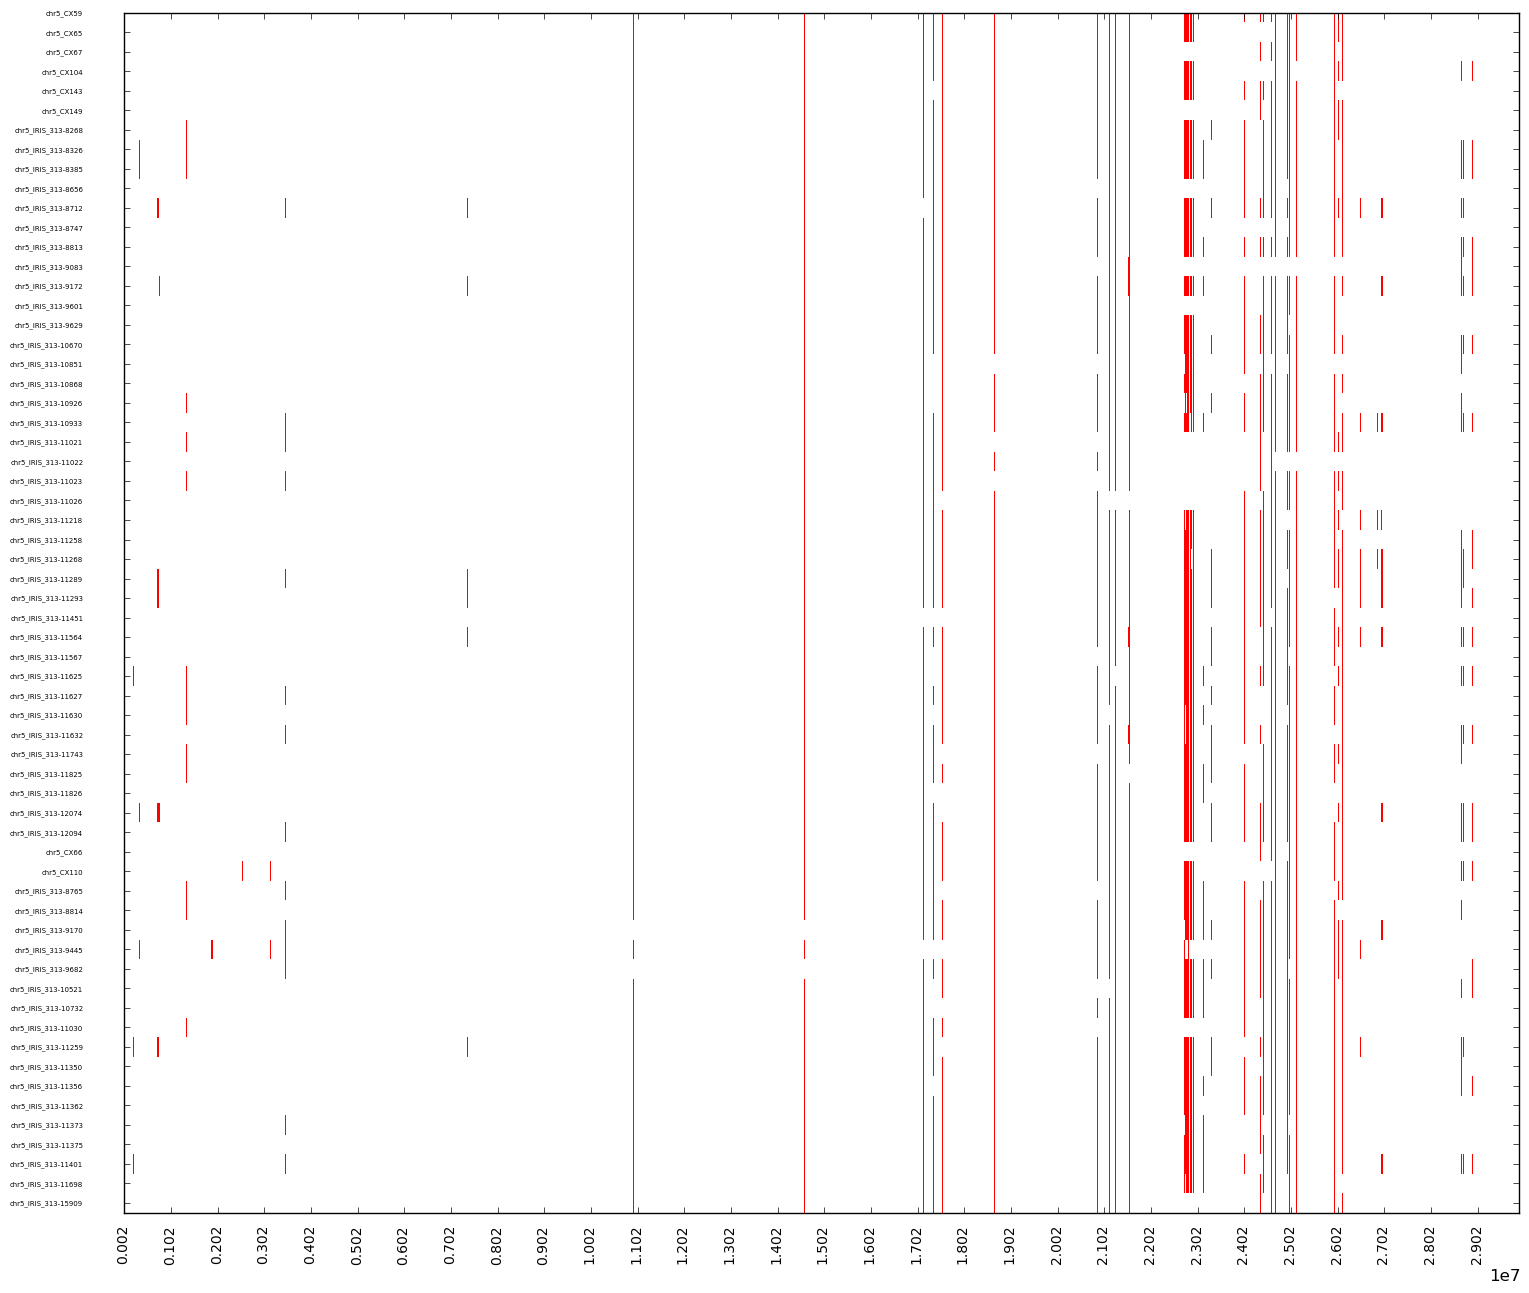 chr5_CX59
chr5_CX65
chr5_CX67
chr5_CX104
chr5_CX143
chr5_CX149
chr5_IRIS_313-8268
chr5_IRIS_313-8326
chr5_IRIS_313-8385
chr5_IRIS_313-8656
chr5_IRIS_313-8712
chr5_IRIS_313-8747
chr5_IRIS_313-8813
chr5_IRIS_313-9083
chr5_IRIS_313-9172
chr5_IRIS_313-9601
chr5_IRIS_313-9629
chr5_IRIS_313-10670
chr5_IRIS_313-10851
chr5_IRIS_313-10868
chr5_IRIS_313-10926
chr5_IRIS_313-10933
chr5_IRIS_313-11021
chr5_IRIS_313-11022
chr5_IRIS_313-11023
chr5_IRIS_313-11026
chr5_IRIS_313-11218
chr5_IRIS_313-11258
chr5_IRIS_313-11268
chr5_IRIS_313-11289
chr5_IRIS_313-11293
chr5_IRIS_313-11451
chr5_IRIS_313-11564
chr5_IRIS_313-11567
chr5_IRIS_313-11625
chr5_IRIS_313-11627
chr5_IRIS_313-11630
chr5_IRIS_313-11632
chr5_IRIS_313-11743
chr5_IRIS_313-11825
chr5_IRIS_313-11826
chr5_IRIS_313-12074
chr5_IRIS_313-12094
chr5_CX66
chr5_CX110
chr5_IRIS_313-8765
chr5_IRIS_313-8814
chr5_IRIS_313-9170
chr5_IRIS_313-9445
chr5_IRIS_313-9682
chr5_IRIS_313-10521
chr5_IRIS_313-10732
chr5_IRIS_313-11030
chr5_IRIS_313-11259
chr5_IRIS_313-11350
chr5_IRIS_313-11356
chr5_IRIS_313-11362
chr5_IRIS_313-11373
chr5_IRIS_313-11375
chr5_IRIS_313-11401
chr5_IRIS_313-11698
chr5_IRIS_313-15909
0.002 0.102 0.202 0.302 0.402 0.502 0.602 0.702 0.802 0.902 1.002 1.102 1.202 1.302 1.402 1.502 1.602 1.702 1.802 1.902 2.002 2.102 2.202 2.302 2.402 2.502 2.602 2.702 2.802 2.902
1e7